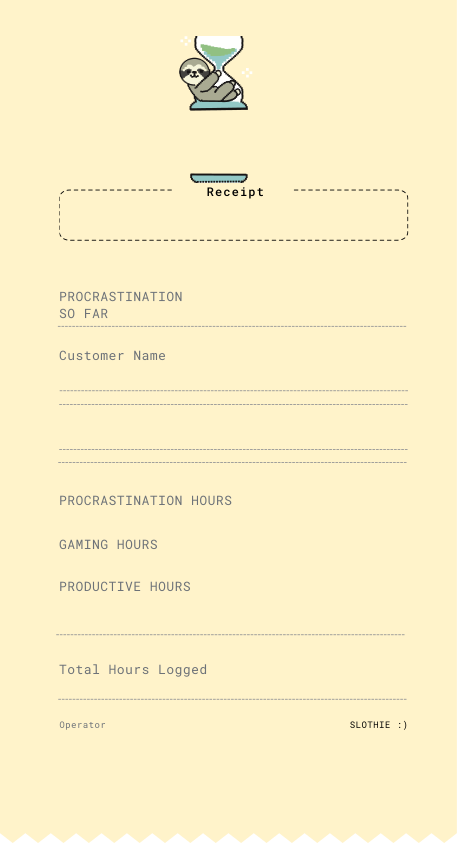 Receipt
PROCRASTINATION
SO FAR
Customer Name
PROCRASTINATION HOURS
GAMING HOURS
PRODUCTIVE HOURS
Total Hours Logged
Operator SLOTHIE :)